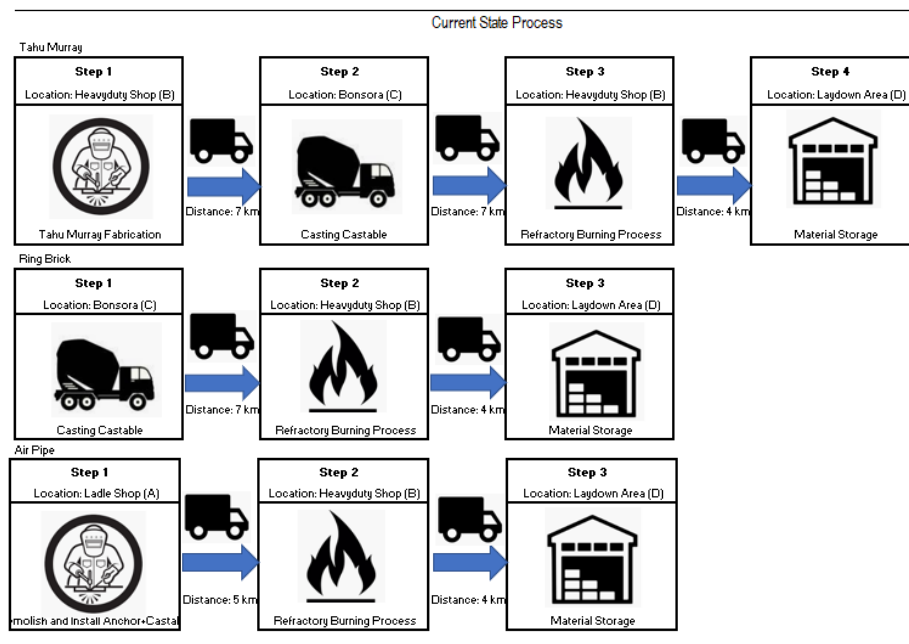 Current State Process
Tahu Murray
Step 1
Location: Heavyduty Shop (B)
Tahu Murray Fabrication
Distance: 7 km
Step 2
Location: Bonsora (C)
Casting Castable
Distance: 7 km
Step 3
Location: Heavyduty Shop (B)
Refractory Burning Process
Distance: 4 km
Step 4
Location: Laydown Area (D)
Material Storage
Ring Brick
Step 1
Location: Bonsora (C)
Casting Castable
Distance: 7 km
Step 2
Location: Heavyduty Shop (B)
Refractory Burning Process
Distance: 4 km
Step 3
Location: Laydown Area (D)
Material Storage
Air Pipe
Step 1
Location: Ladle Shop (A)
molish and Install Anchor+Castal
Distance: 5 km
Step 2
Location: Heavyduty Shop (B)
Refractory Burning Process
Distance: 4 km
Step 3
Location: Laydown Area (D)
Material Storage